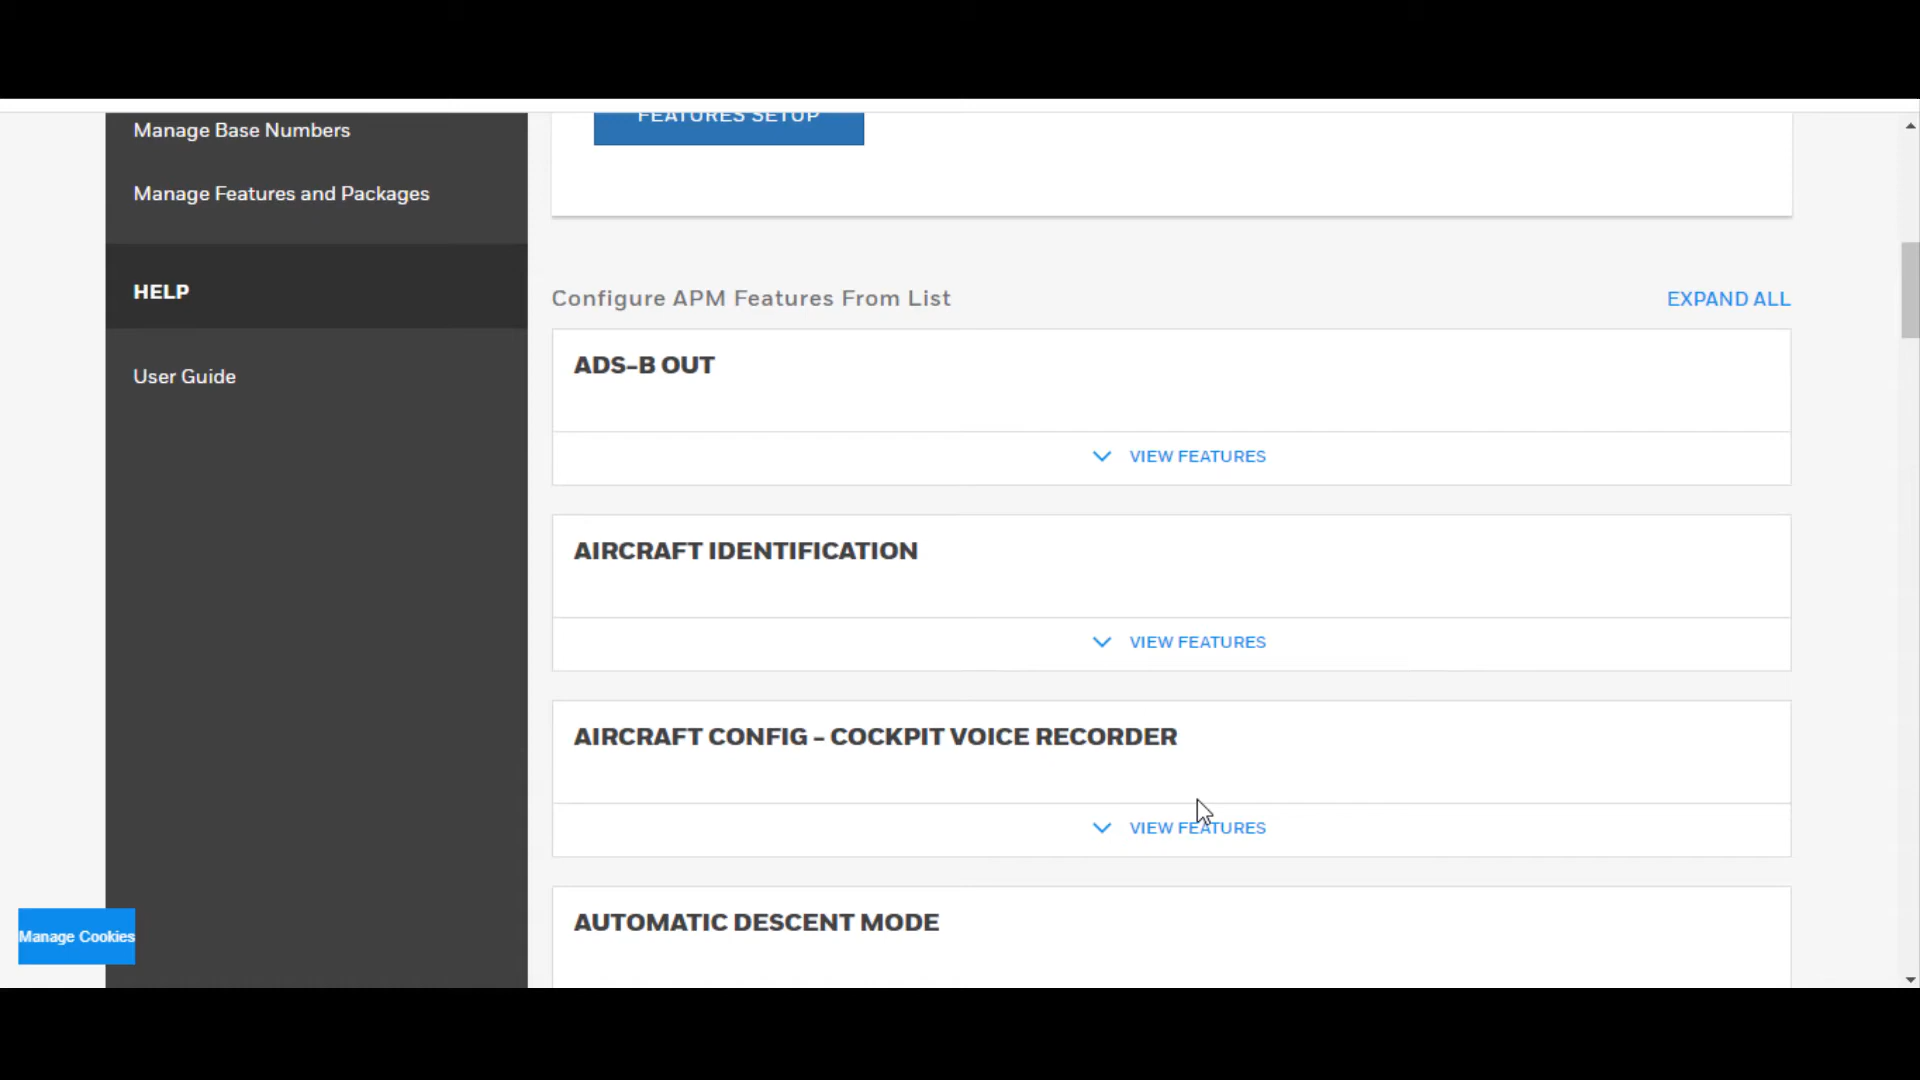 Manage Base Numbers
Manage Features and Packages
HELP
User Guide
Manage Cookies
FEATURES SETUP
Configure APM Features From List
EXPAND ALL
ADS-B OUT
VIEW FEATURES
AIRCRAFT IDENTIFICATION
VIEW FEATURES
AIRCRAFT CONFIG - COCKPIT VOICE RECORDER
VIEW FEATURES
AUTOMATIC DESCENT MODE